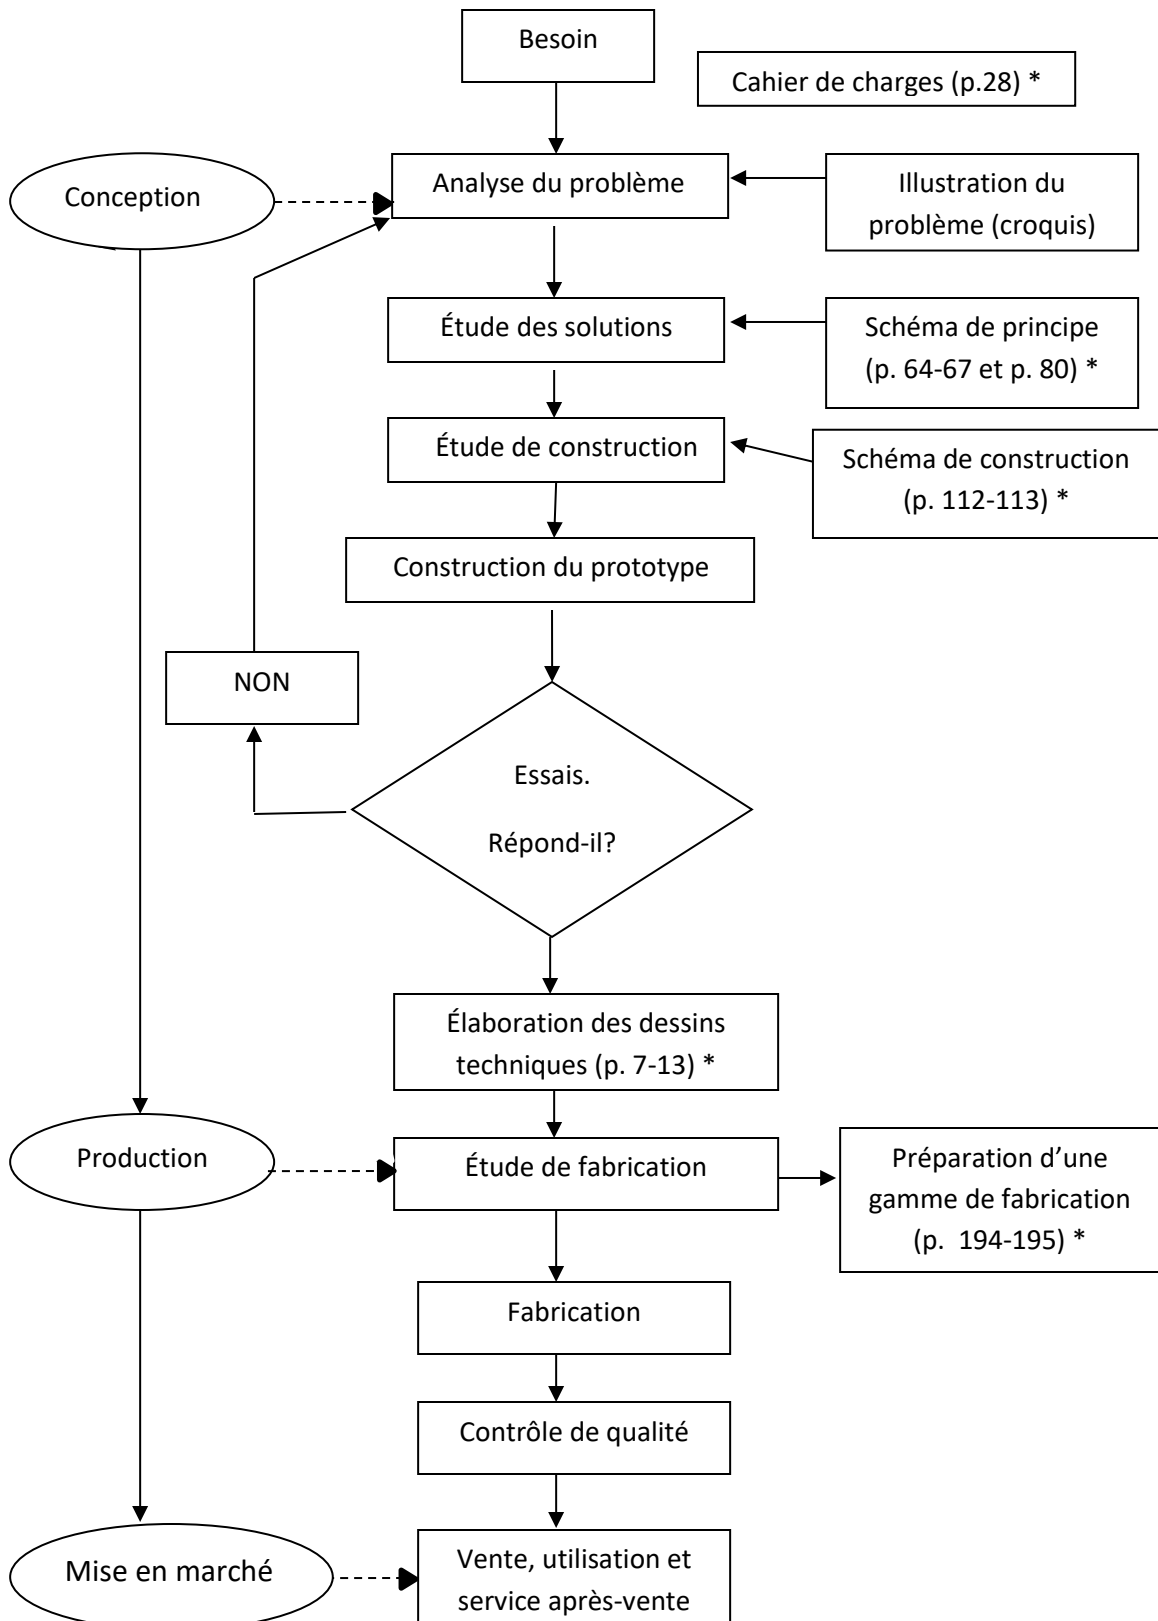 Besoin
Cahier de charges (p.28) *
Conception
Analyse du problème
Illustration du
problème (croquis)
Étude des solutions
Schéma de principe
(p. 64-67 et p. 80) *
Étude de construction
Schéma de construction
(p. 112-113) *
Construction du prototype
NON
Essais.
Répond-il?
Élaboration des dessins
techniques (p. 7-13) *
Production
Étude de fabrication
Préparation d’une
gamme de fabrication
(p.  194-195) *
Fabrication
Contrôle de qualité
Mise en marché
Vente, utilisation et
service après-vente